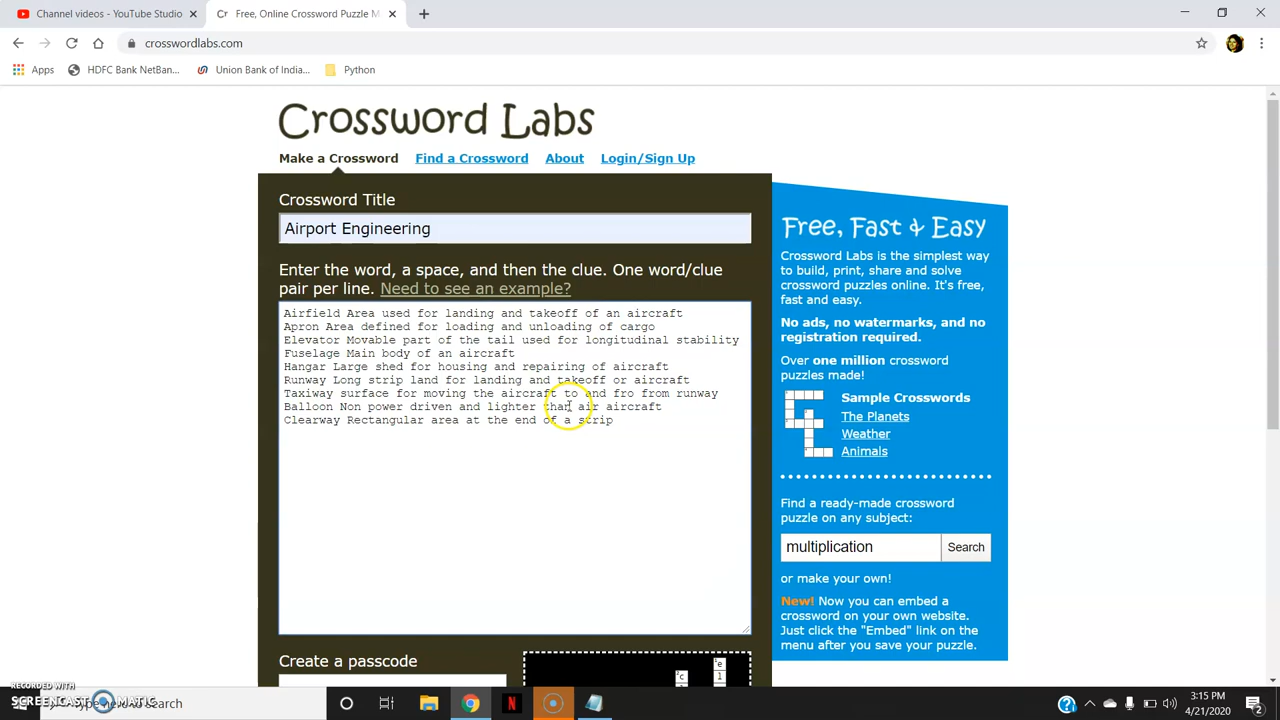 Channel videos - YouTube Studio
Free, Online Crossword Puzzle M
crosswordlabs.com
Apps
HDFC Bank NetBan...
Union Bank of India...
Python
Crossword Labs
Make a Crossword
Find a Crossword
About
Login/Sign Up
Crossword Title
Airport Engineering
Enter the word, a space, and then the clue. One word/clue
pair per line. Need to see an example?
Airfield Area used for landing and takeoff of an aircraft
Apron Area defined for loading and unloading of cargo
Elevator Movable part of the tail used for longitudinal stability
Fuselage Main body of an aircraft
Hangar Large shed for housing and repairing of aircraft
Runway Long strip land for landing and takeoff or aircraft
Taxiway surface for moving the aircraft to and fro from runway
Balloon Non power driven and lighter than air aircraft
Clearway Rectangular area at the end of a strip
Create a passcode
e
l
c
Free, Fast & Easy
Crossword Labs is the simplest way
to build, print, share and solve
crossword puzzles online. It's free,
fast and easy.
No ads, no watermarks, and no
registration required.
Over one million crossword
puzzles made!
Sample Crosswords
The Planets
Weather
Animals
Find a ready-made crossword
puzzle on any subject:
multiplication
Search
or make your own!
New! Now you can embed a
crossword on your own website.
Just click the "Embed" link on the
menu after you save your puzzle.
RECORDED WITH
SCREENCAST MATIC
here to search
N
3:15 PM
4/21/2020
2